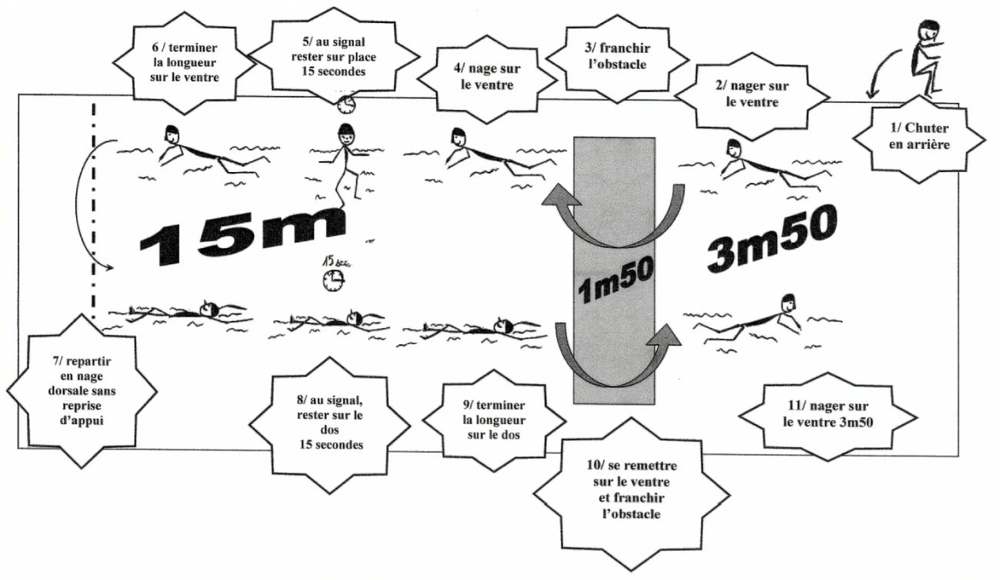 6 / terminer
la longueur
sur le ventre
5/ au signal
rester sur place
15 secondes
4/ nage sur
le ventre
3/ franchir
l'obstacle
2/ nager sur
le ventre
1/ Chuter
en arrière
15m
15 sec
1m50
3m50
7/ repartir
en nage
dorsale sans
reprise
d'appui
8/ au signal,
rester sur le
dos
15 secondes
9/ terminer
la longueur
sur le dos
10/ se remettre
sur le ventre
et franchir
l'obstacle
11/ nager sur
le ventre 3m50